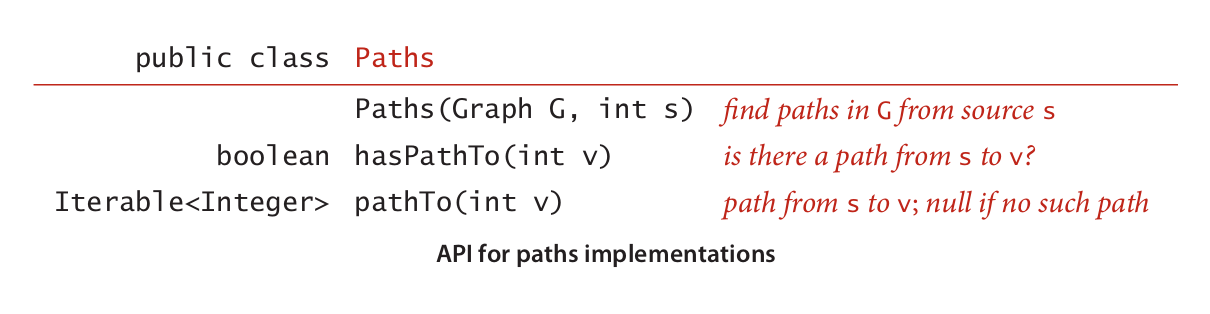 public class Paths
Paths(Graph G, int s) find paths in G from source s
boolean hasPathTo(int v) is there a path from s to v?
Iterable<Integer> pathTo(int v) path from s to v; null if no such path
API for paths implementations